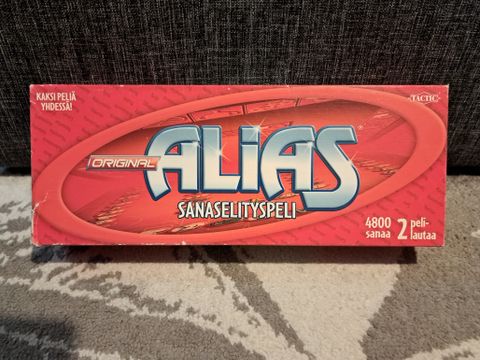 KAKSI PELIÄ
YHDESSÄ!
TACTIC
ORIGINAL
ALiAS®
SANASELITYSPELI
4800
sanaa
2 peli-
lautaa